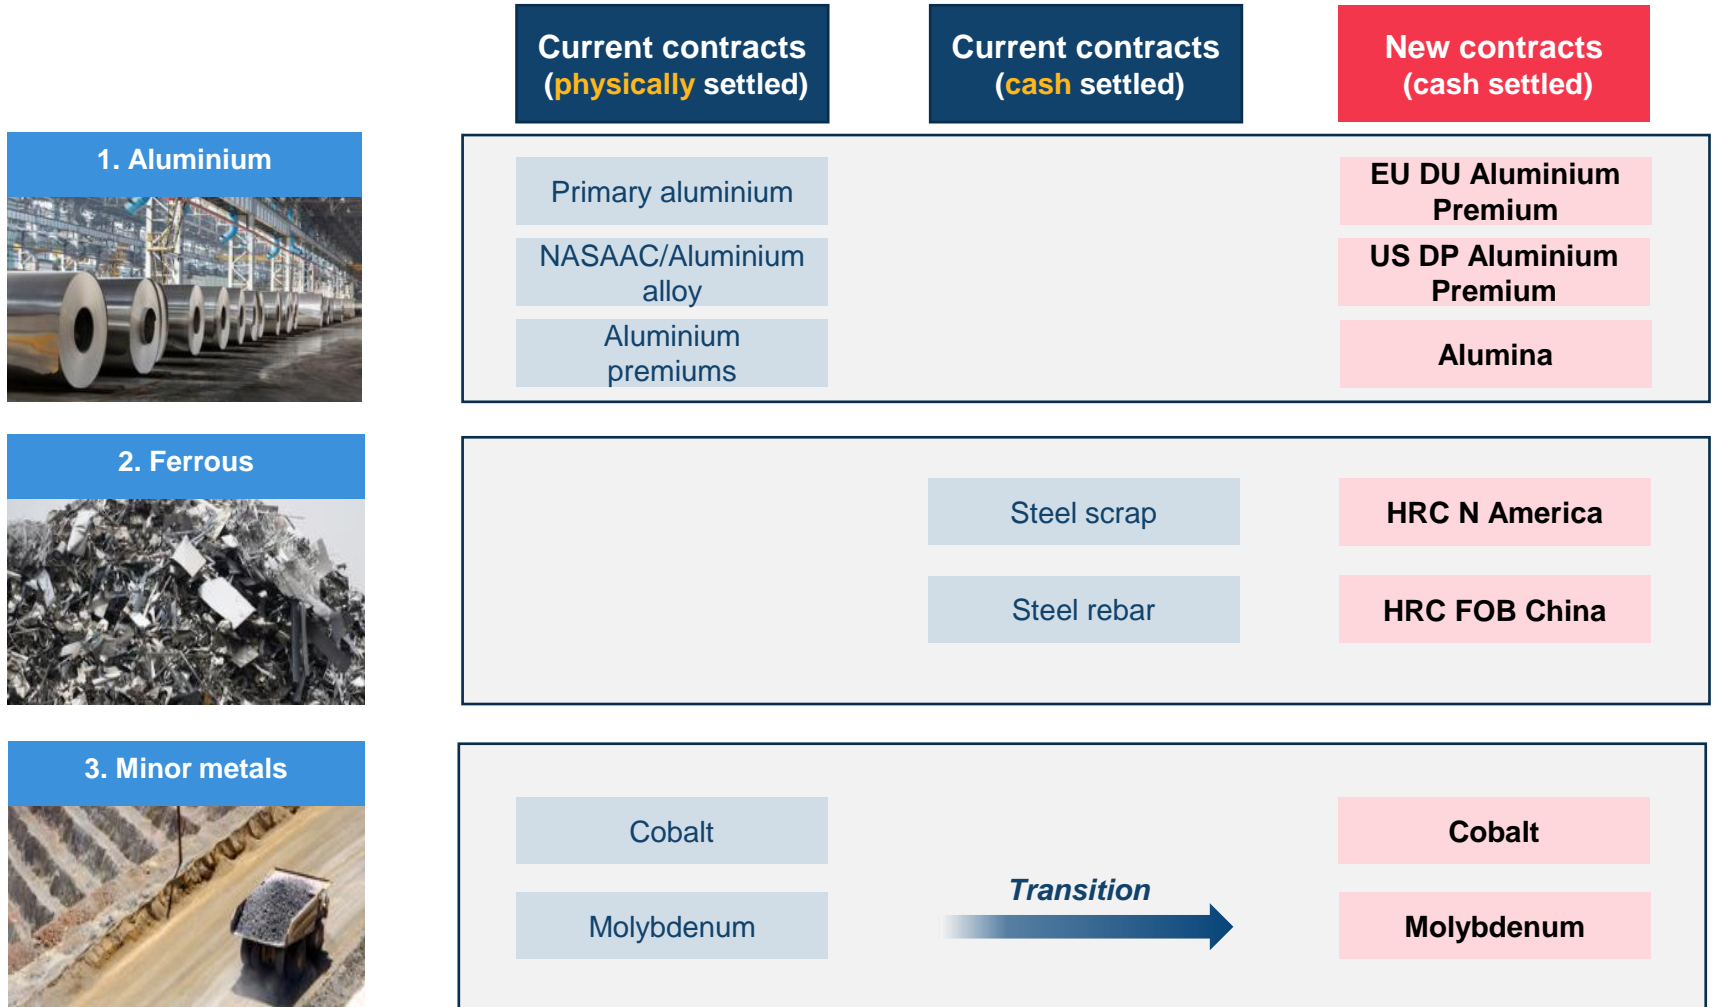 Current contracts
(physically settled)
Current contracts
(cash settled)
New contracts
(cash settled)
1. Aluminium
Primary aluminium
EU DU Aluminium
Premium
NASAAC/Aluminium
alloy
US DP Aluminium
Premium
Aluminium
premiums
Alumina
2. Ferrous
Steel scrap
HRC N America
Steel rebar
HRC FOB China
3. Minor metals
Cobalt
Cobalt
Transition
Molybdenum
Molybdenum